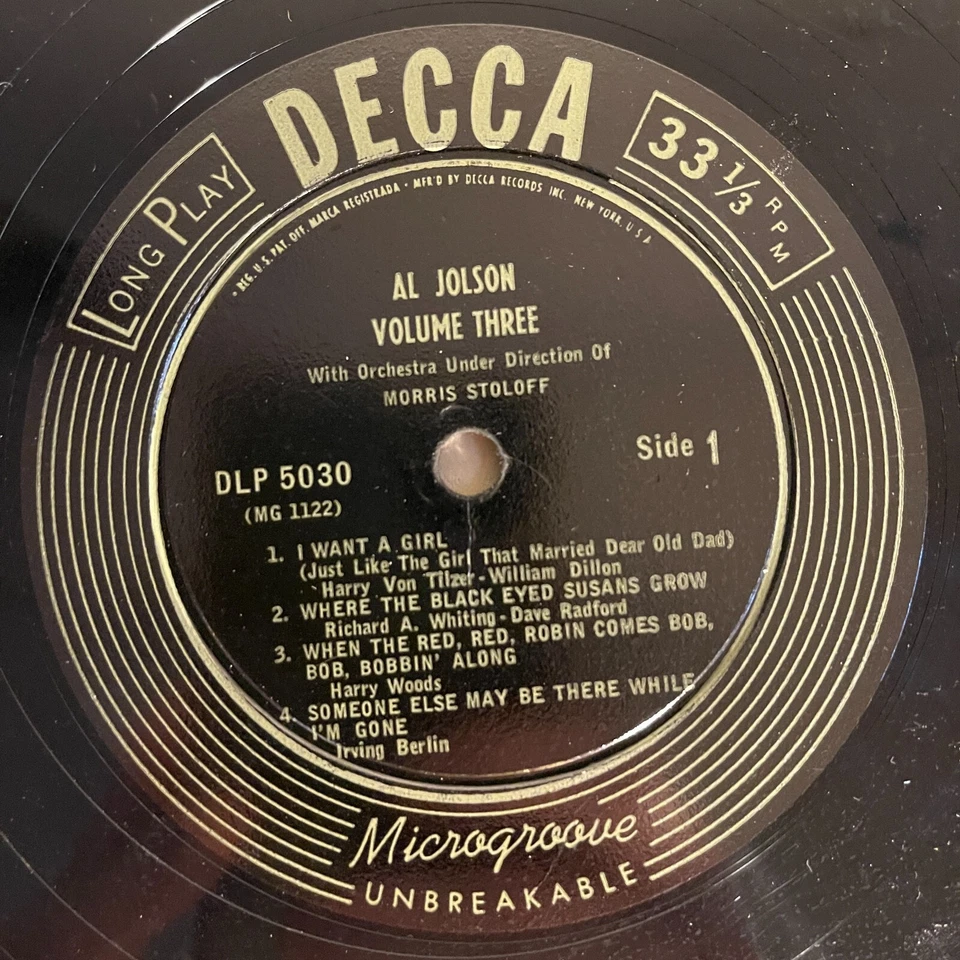 DECCA
LONG PLAY
33 1/3 RPM
• REG. U.S. PAT. OFF. MARCA REGISTRADA • MFR'D BY DECCA RECORDS INC. NEW YORK, U S A
AL JOLSON
VOLUME THREE
With Orchestra Under Direction Of
MORRIS STOLOFF
DLP 5030
Side 1
(MG 1122)
1. I WANT A GIRL
(Just Like The Girl That Married Dear Old Dad)
Harry Von Tilzer-William Dillon
2. WHERE THE BLACK EYED SUSANS GROW
Richard A. Whiting-Dave Radford
3. WHEN THE RED, RED, ROBIN COMES BOB,
BOB, BOBBIN' ALONG
Harry Woods
4. SOMEONE ELSE MAY BE THERE WHILE
I'M GONE
Irving Berlin
Microgroove
UNBREAKABLE